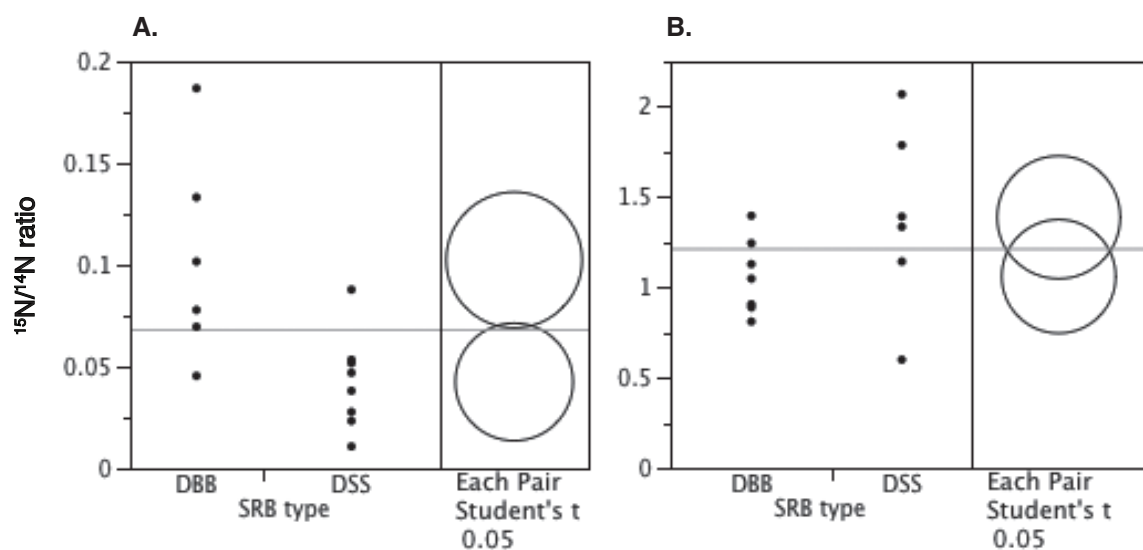 A.
B.
¹⁵N/¹⁴N ratio
0.2
0.15
0.1
0.05
0
DBB DSS
SRB type
Each Pair
Student's t
0.05
2
1.5
1
0.5
0
DBB DSS
SRB type
Each Pair
Student's t
0.05